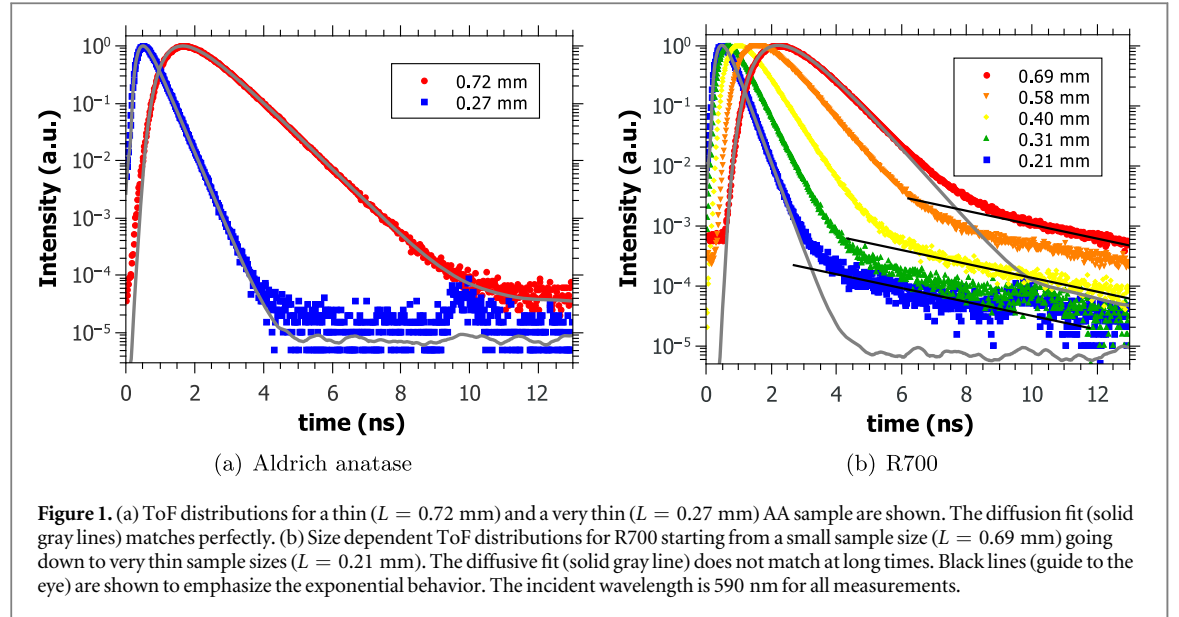 10⁰
10⁻¹
10⁻²
10⁻³
10⁻⁴
10⁻⁵
Intensity (a.u.)
0.72 mm
0.27 mm
0 2 4 6 8 10 12
time (ns)
(a) Aldrich anatase
10⁰
10⁻¹
10⁻²
10⁻³
10⁻⁴
10⁻⁵
Intensity (a.u.)
0.69 mm
0.58 mm
0.40 mm
0.31 mm
0.21 mm
0 2 4 6 8 10 12
time (ns)
(b) R700
Figure 1. (a) ToF distributions for a thin (L = 0.72 mm) and a very thin (L = 0.27 mm) AA sample are shown. The diffusion fit (solid
gray lines) matches perfectly. (b) Size dependent ToF distributions for R700 starting from a small sample size (L = 0.69 mm) going
down to very thin sample sizes (L = 0.21 mm). The diffusive fit (solid gray line) does not match at long times. Black lines (guide to the
eye) are shown to emphasize the exponential behavior. The incident wavelength is 590 nm for all measurements.